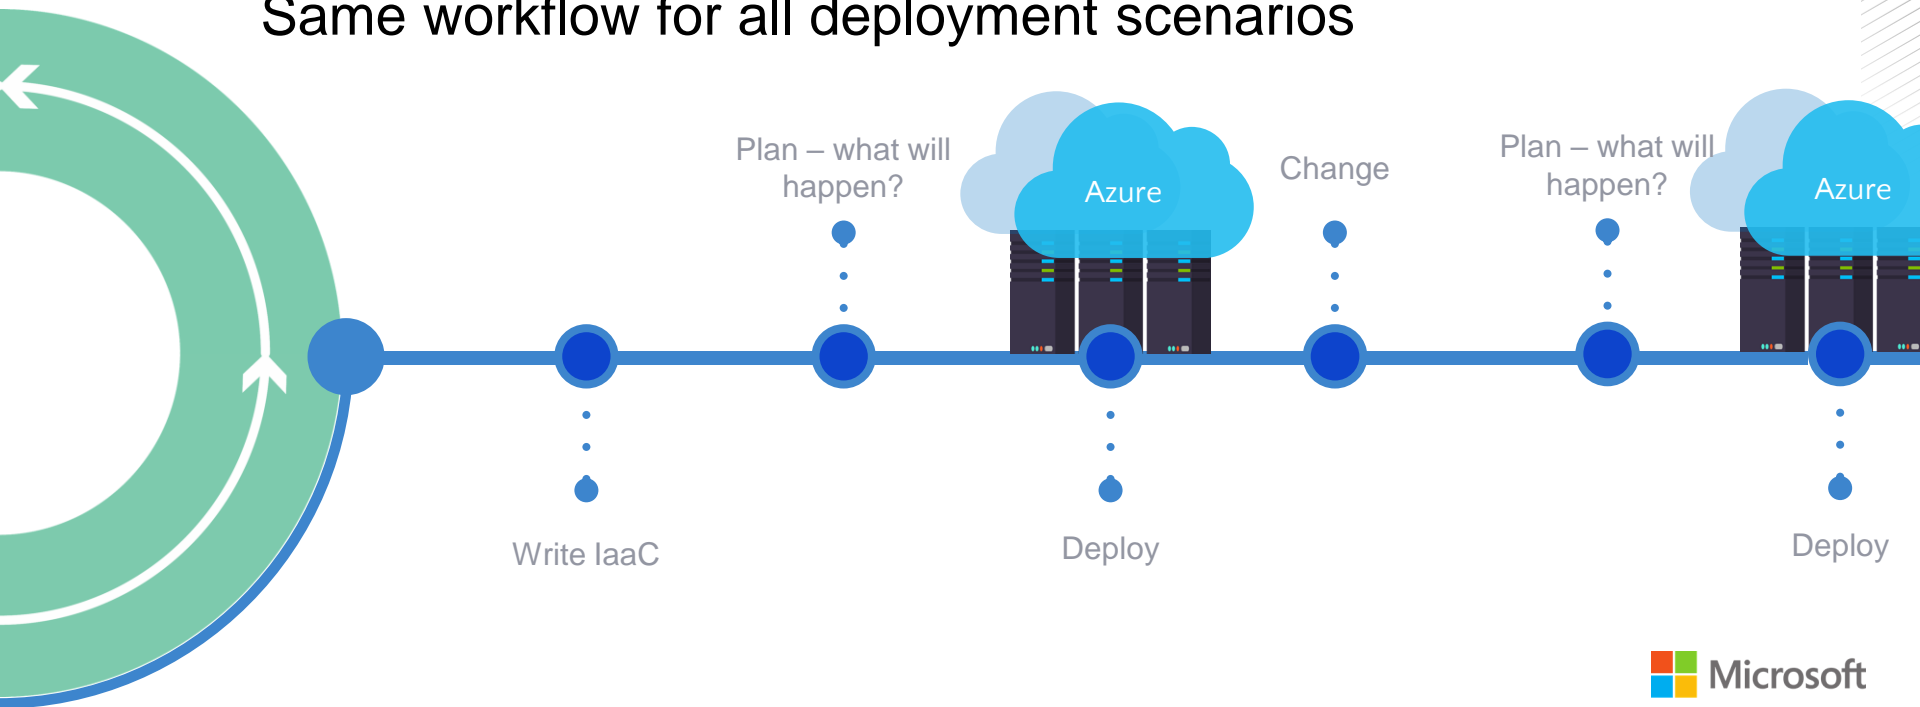 Same workflow for all deployment scenarios
Plan – what will
happen?
Azure
Change
Plan – what will
happen?
Azure
Write IaaC
Deploy
Deploy
Microsoft